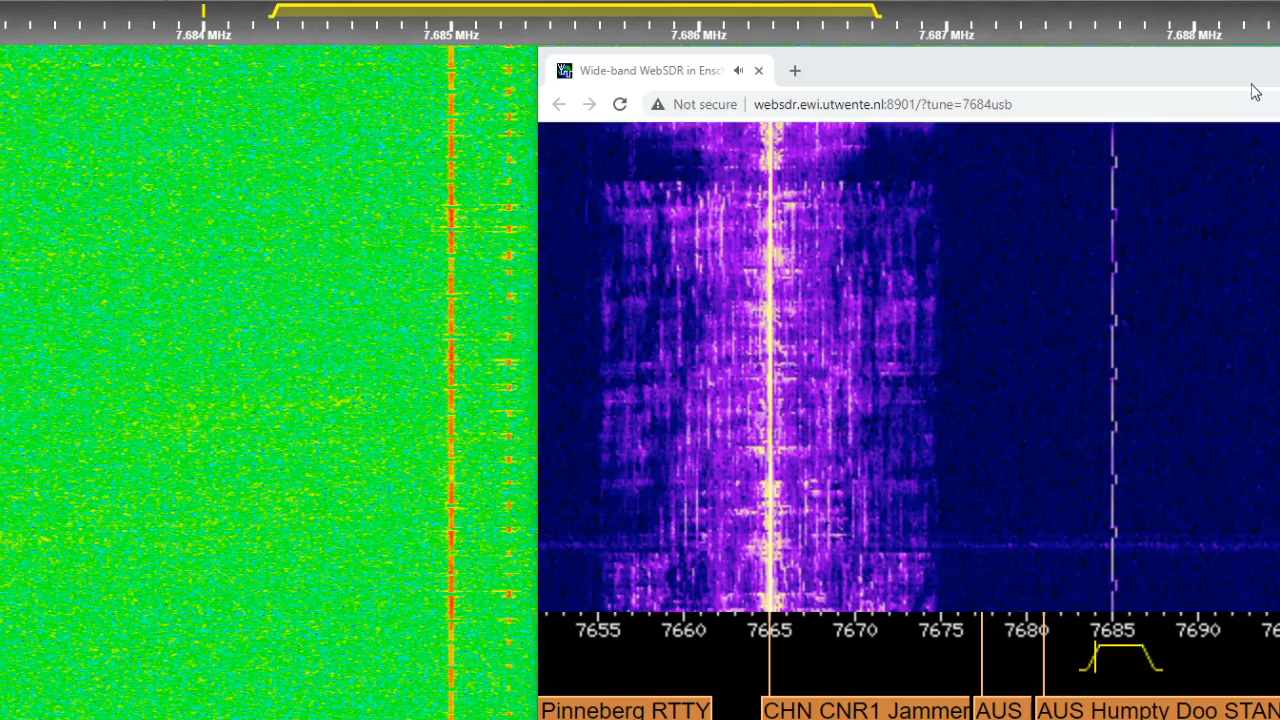 7.684 MHz 7.685 MHz 7.686 MHz 7.687 MHz 7.688 MHz
Wide-band WebSDR in Ensc
Not secure websdr.ewi.utwente.nl:8901/?tune=7684usb
7655 7660 7665 7670 7675 7680 7685 7690
Pinneberg RTTY CHN CNR1 Jammer AUS AUS Humpty Doo STAN